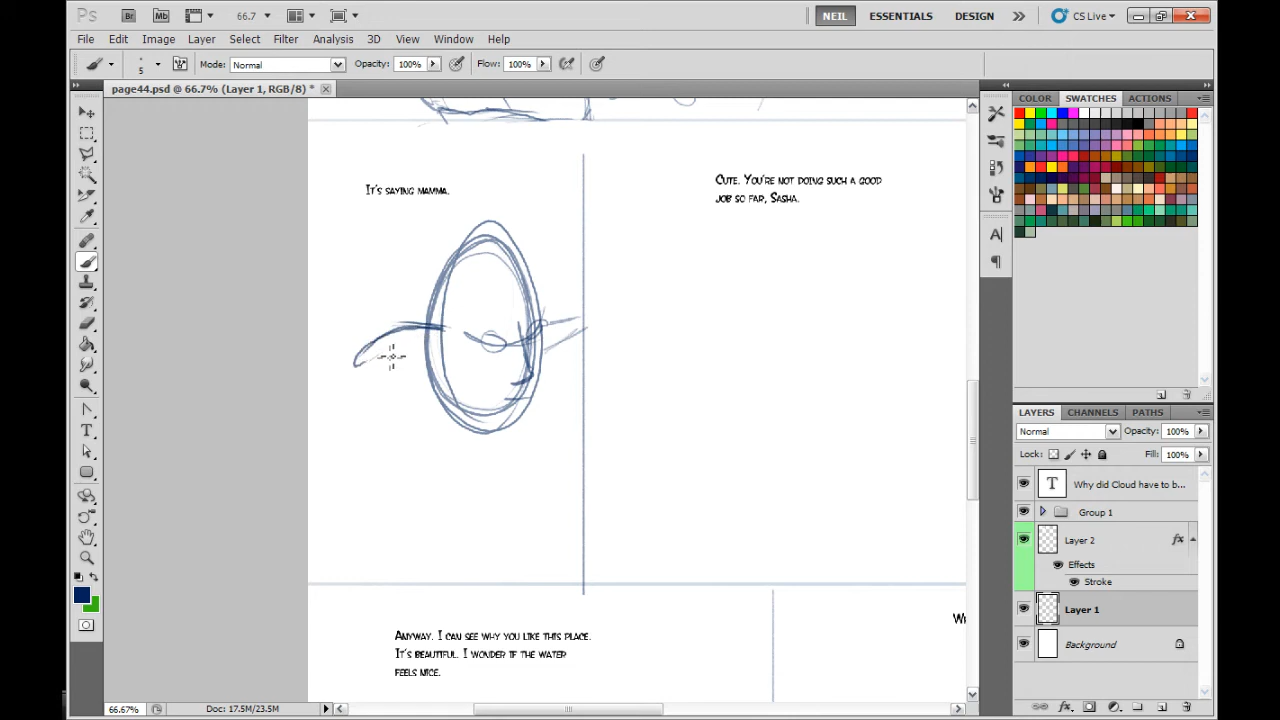 Ps Br Mb 66.7 NEIL ESSENTIALS DESIGN CS Live
File Edit Image Layer Select Filter Analysis 3D View Window Help
5 Mode: Normal Opacity: 100% Flow: 100%
page44.psd @ 66.7% (Layer 1, RGB/8) *
COLOR SWATCHES ACTIONS
It's saying mamma.
Cute. You're not doing such a good
job so far, Sasha.
Anyway. I can see why you like this place.
It's beautiful. I wonder if the water
feels nice.
LAYERS CHANNELS PATHS
Normal Opacity: 100%
Lock: Fill: 100%
T Why did Cloud have to b...
Group 1
Layer 2 fx
Effects
Stroke
Layer 1
Background
66.67% Doc: 17.5M/23.5M